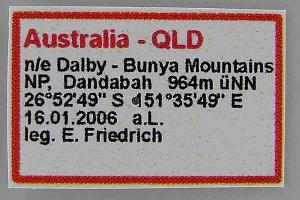 Australia - QLD
n/e Dalby - Bunya Mountains
NP, Dandabah 964m üNN
26°52'49" S 151°35'49" E
16.01.2006 a.L.
leg. E. Friedrich